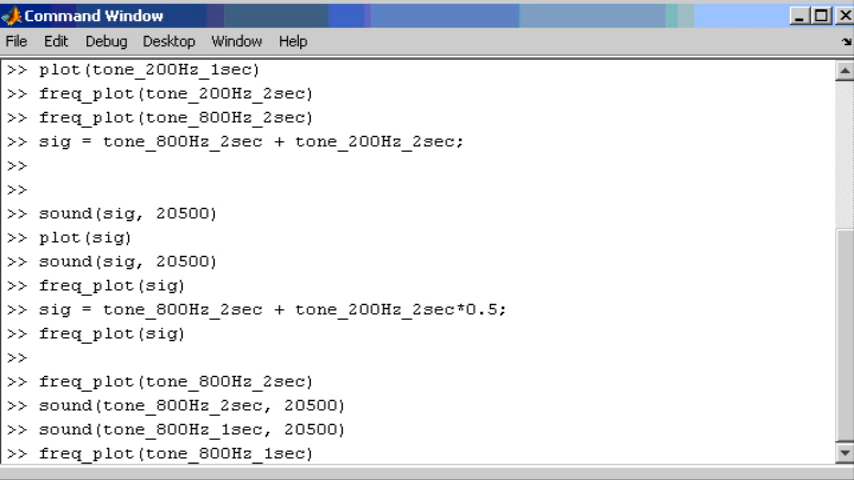 Command Window
File Edit Debug Desktop Window Help
>> plot(tone_200Hz_1sec)
>> freq_plot(tone_200Hz_2sec)
>> freq_plot(tone_800Hz_2sec)
>> sig = tone_800Hz_2sec + tone_200Hz_2sec;
>>
>>
>> sound(sig, 20500)
>> plot(sig)
>> sound(sig, 20500)
>> freq_plot(sig)
>> sig = tone_800Hz_2sec + tone_200Hz_2sec*0.5;
>> freq_plot(sig)
>>
>> freq_plot(tone_800Hz_2sec)
>> sound(tone_800Hz_2sec, 20500)
>> sound(tone_800Hz_1sec, 20500)
>> freq_plot(tone_800Hz_1sec)